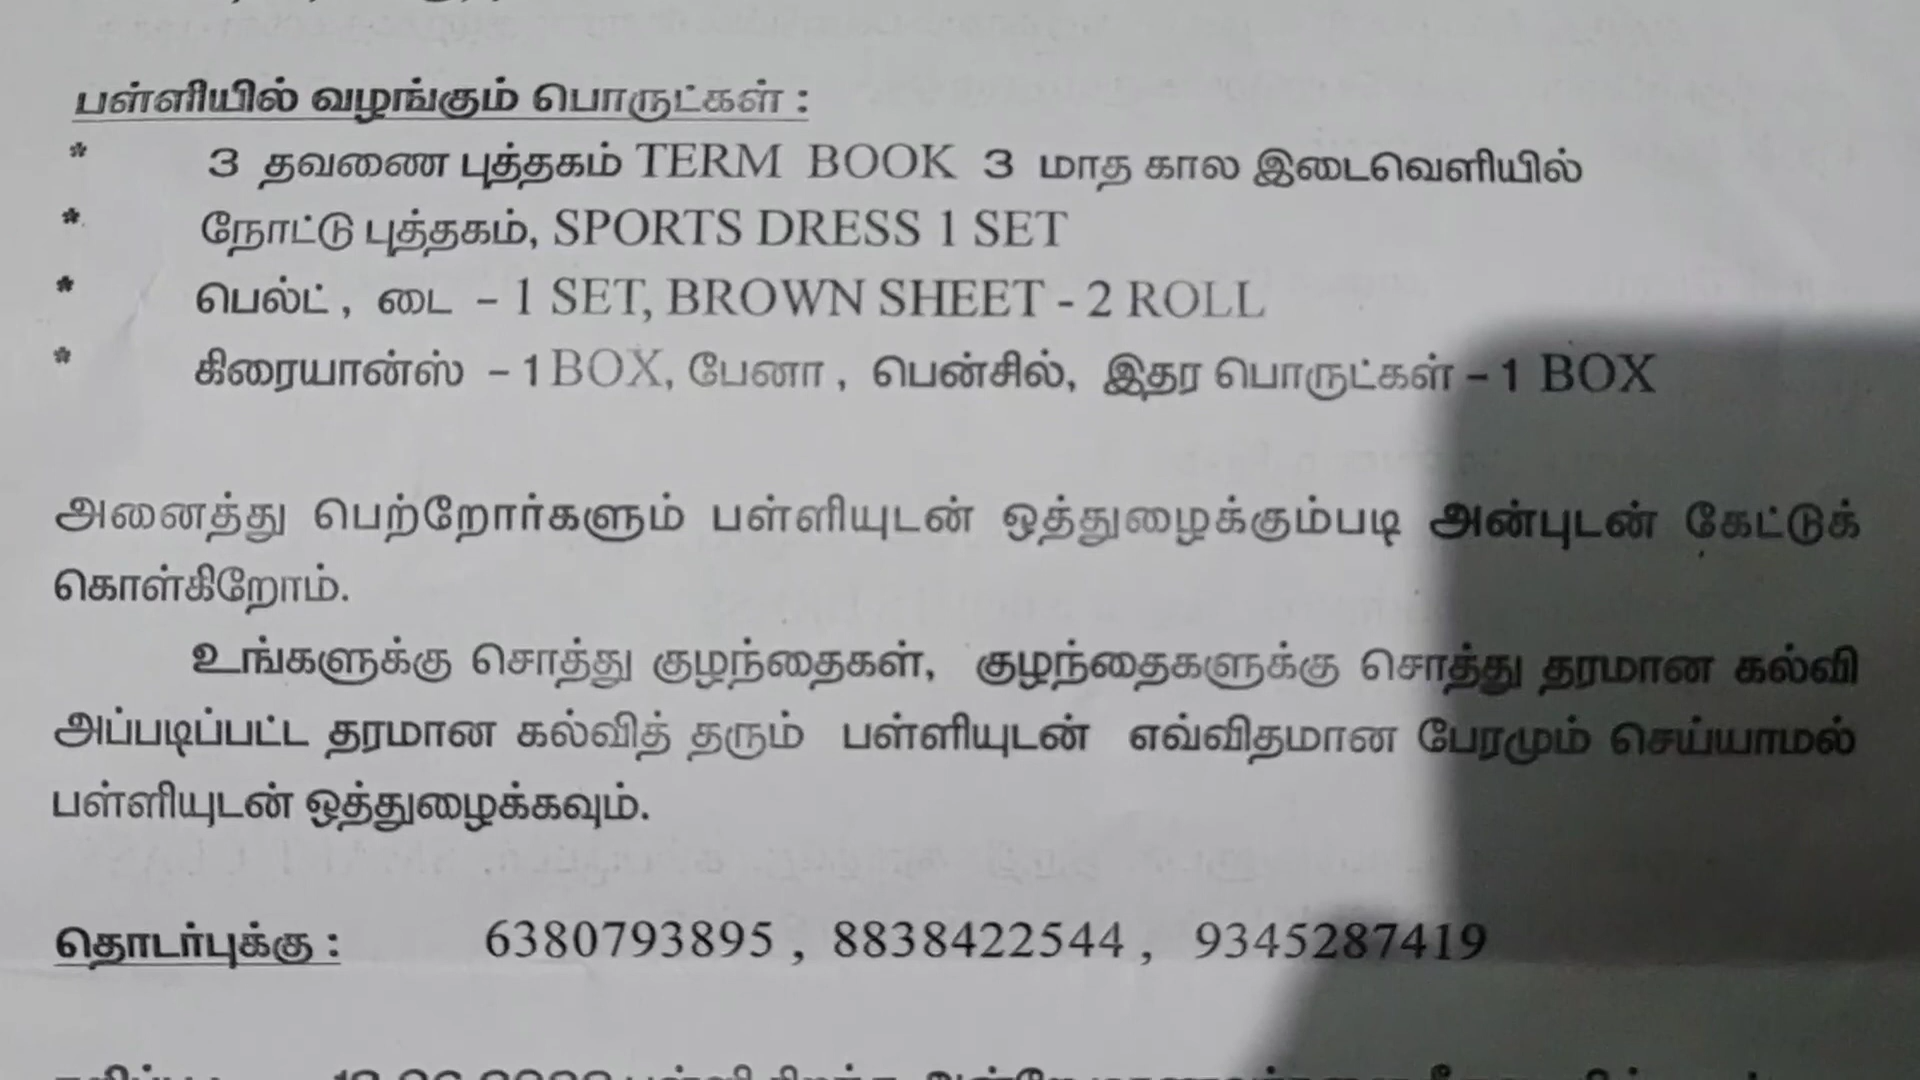 பள்ளியில் வழங்கும் பொருட்கள் :
* 3 தவணை புத்தகம் TERM BOOK 3 மாத கால இடைவெளியில்
* நோட்டு புத்தகம், SPORTS DRESS 1 SET
* பெல்ட், டை - 1 SET, BROWN SHEET - 2 ROLL
* கிரையான்ஸ் - 1 BOX, பேனா, பென்சில், இதர பொருட்கள் - 1 BOX
அனைத்து பெற்றோர்களும் பள்ளியுடன் ஒத்துழைக்கும்படி அன்புடன் கேட்டுக்
கொள்கிறோம்.
உங்களுக்கு சொத்து குழந்தைகள், குழந்தைகளுக்கு சொத்து தரமான கல்வி
அப்படிப்பட்ட தரமான கல்வித் தரும் பள்ளியுடன் எவ்விதமான பேரமும் செய்யாமல்
பள்ளியுடன் ஒத்துழைக்கவும்.
தொடர்புக்கு : 6380793895, 8838422544, 9345287419